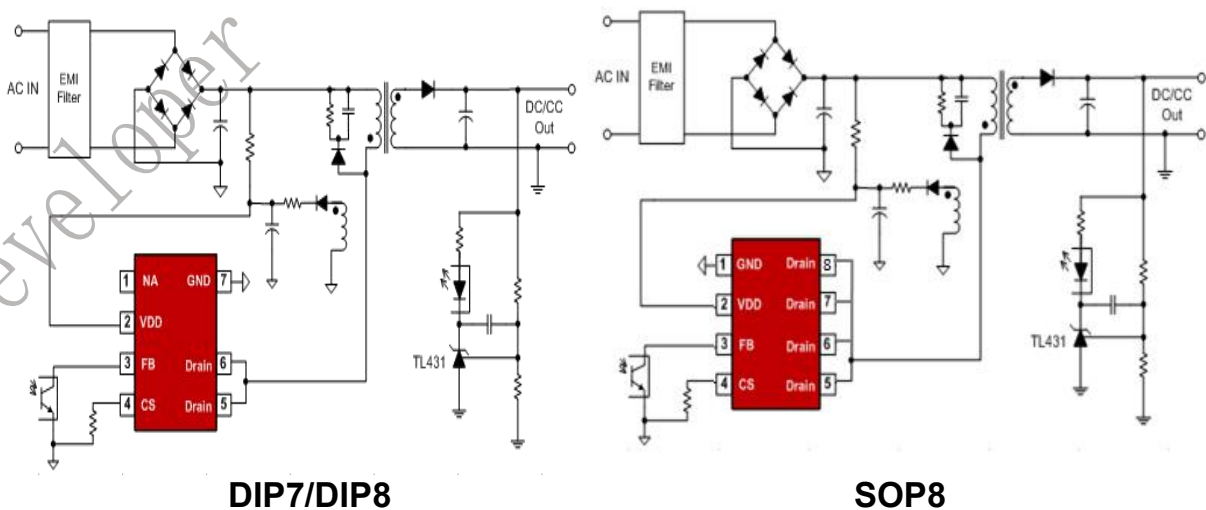 eveloper
AC IN
EMI
Filter
DC/CC
Out
1 NA GND 7
2 VDD
3 FB Drain 6
4 CS Drain 5
TL431
DIP7/DIP8
AC IN
EMI
Filter
DC/CC
Out
1 GND Drain 8
2 VDD Drain 7
3 FB Drain 6
4 CS Drain 5
TL431
SOP8